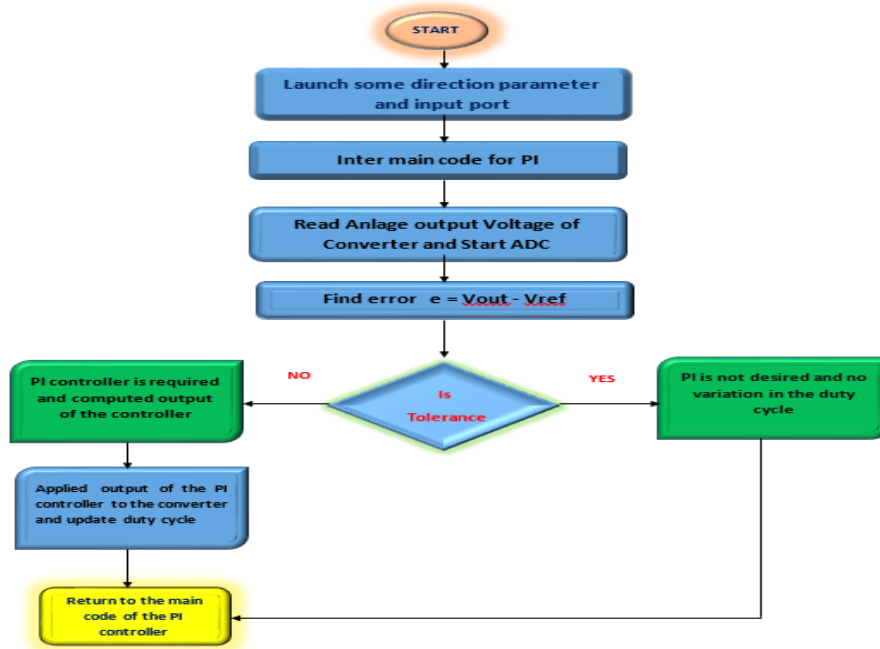 START
Launch some direction parameter
and input port
Inter main code for PI
Read Anlage output Voltage of
Converter and Start ADC
Find error e = Vout - Vref
NO
Is
Tolerance
YES
PI controller is required
and computed output
of the controller
PI is not desired and no
variation in the duty
cycle
Applied output of the PI
controller to the converter
and update duty cycle
Return to the main
code of the PI
controller